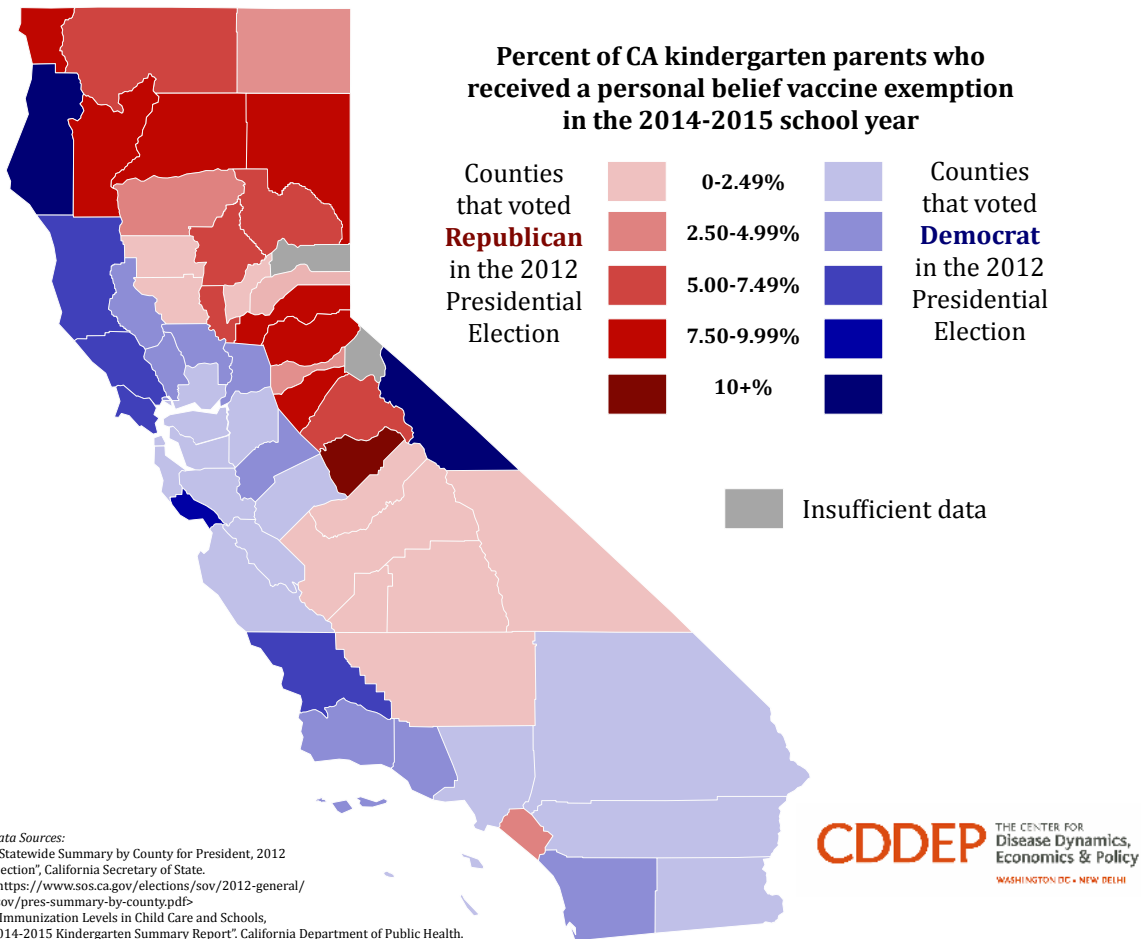 Percent of CA kindergarten parents who
received a personal belief vaccine exemption
in the 2014-2015 school year
Counties
that voted
Republican
in the 2012
Presidential
Election
0-2.49%
2.50-4.99%
5.00-7.49%
7.50-9.99%
10+%
Counties
that voted
Democrat
in the 2012
Presidential
Election
Insufficient data
ata Sources:
Statewide Summary by County for President, 2012
ection", California Secretary of State.
https://www.sos.ca.gov/elections/sov/2012-general/
sov/pres-summary-by-county.pdf>
Immunization Levels in Child Care and Schools,
014-2015 Kindergarten Summary Report". California Department of Public Health.
CDDEP
THE CENTER FOR
Disease Dynamics,
Economics & Policy
WASHINGTON DC • NEW DELHI